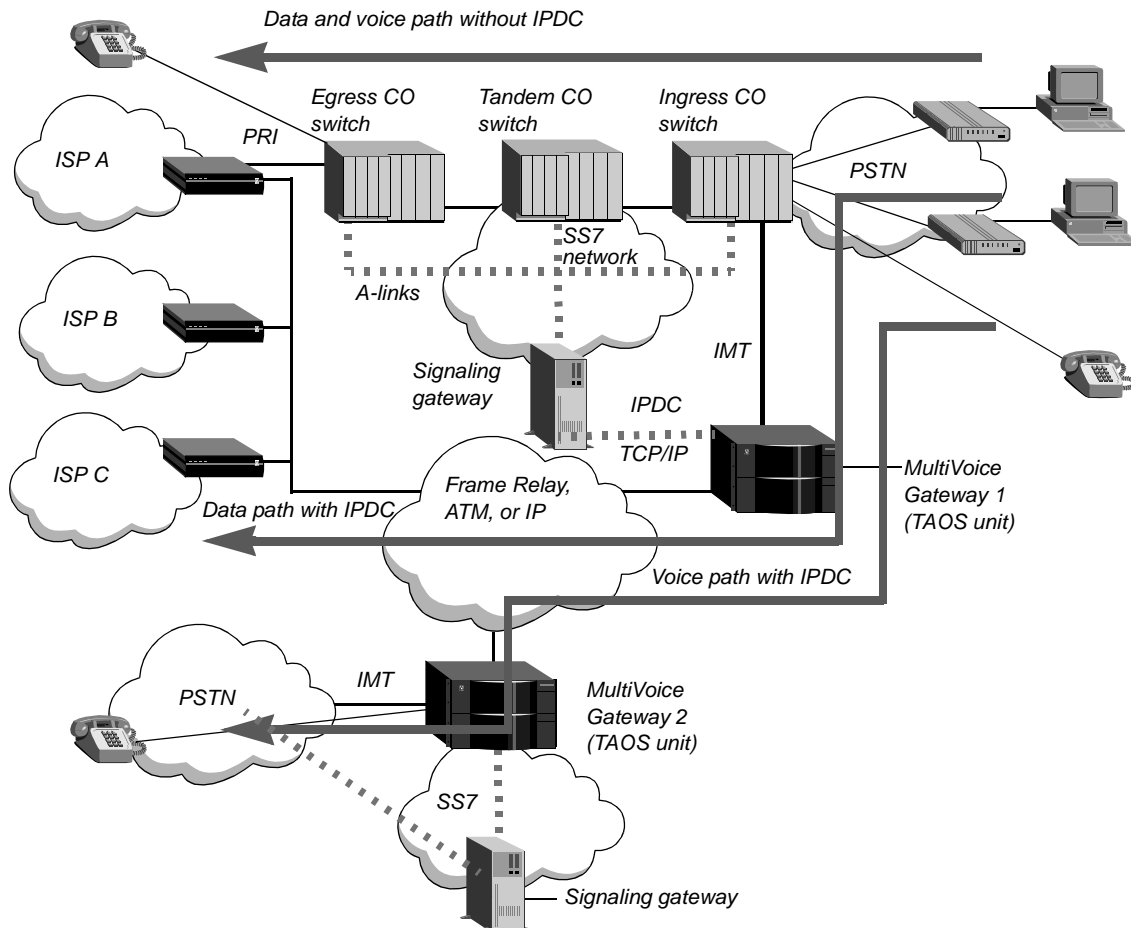 Data and voice path without IPDC
Egress CO
switch
Tandem CO
switch
Ingress CO
switch
PRI
ISP A
PSTN
SS7
network
A-links
ISP B
IMT
Signaling
gateway
IPDC
TCP/IP
ISP C
Frame Relay,
ATM, or IP
MultiVoice
Gateway 1
(TAOS unit)
Data path with IPDC
Voice path with IPDC
IMT
PSTN
MultiVoice
Gateway 2
(TAOS unit)
SS7
Signaling gateway